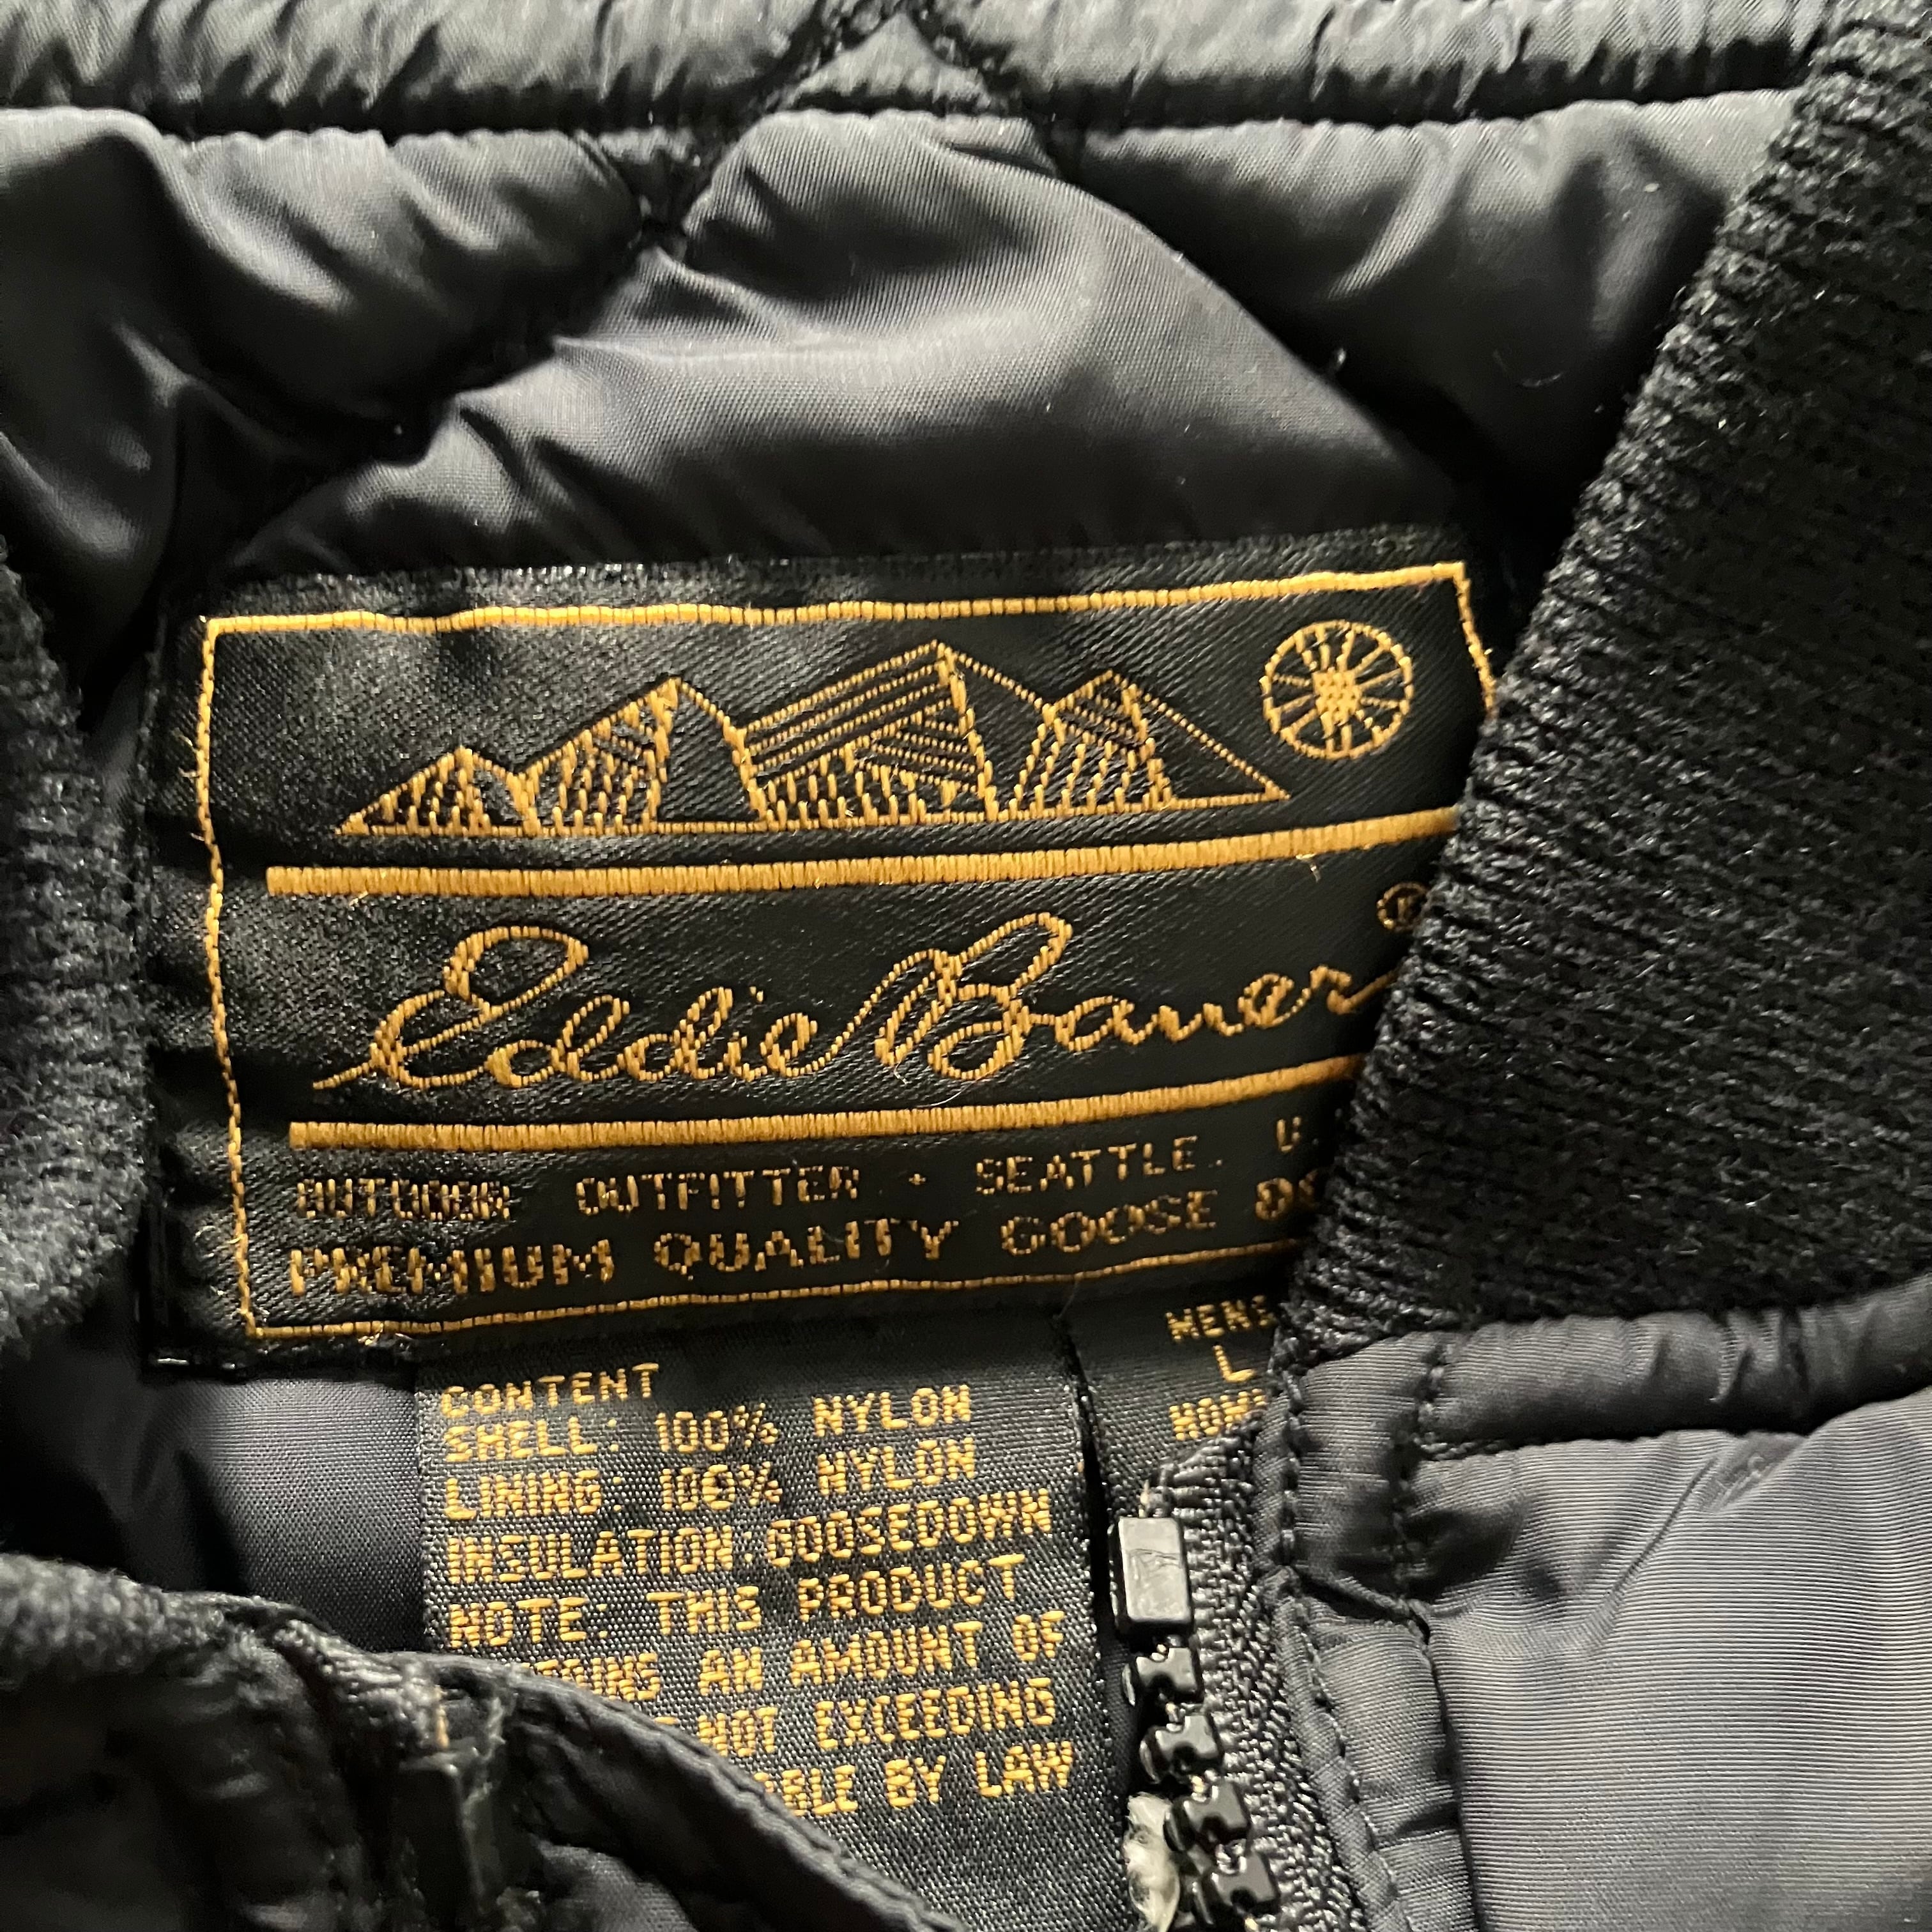 Eddie Bauer ®
OUTDOOR OUTFITTER · SEATTLE. U.
PREMIUM QUALITY GOOSE
MENS
L
CONTENT
SHELL: 100% NYLON
LINING: 100% NYLON
INSULATION: GOOSEDOWN
NOTE: THIS PRODUCT
AN AMOUNT OF
NOT EXCEEDING
BY LAW